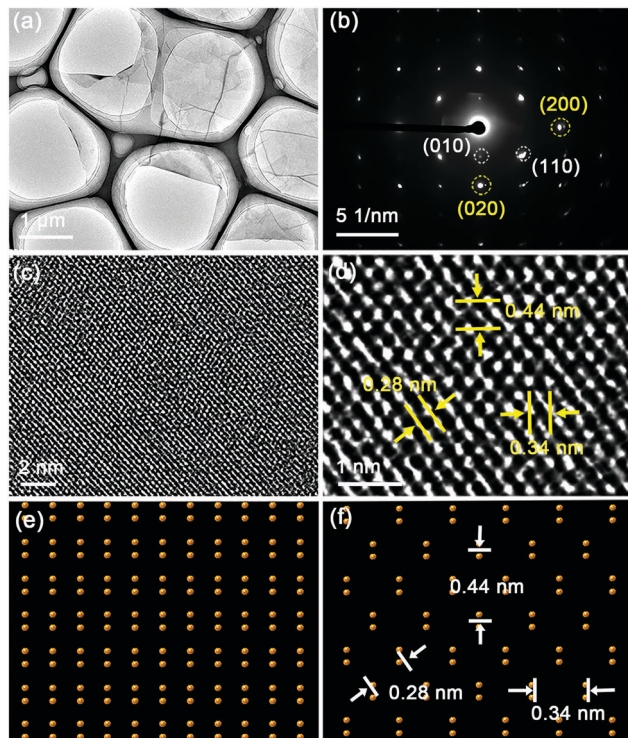 (a)
1 μm
(b)
(200)
(010)
(110)
(020)
5 1/nm
(c)
2 nm
(d)
0.44 nm
0.28 nm
0.34 nm
1 nm
(e)
(f)
0.44 nm
0.28 nm
0.34 nm